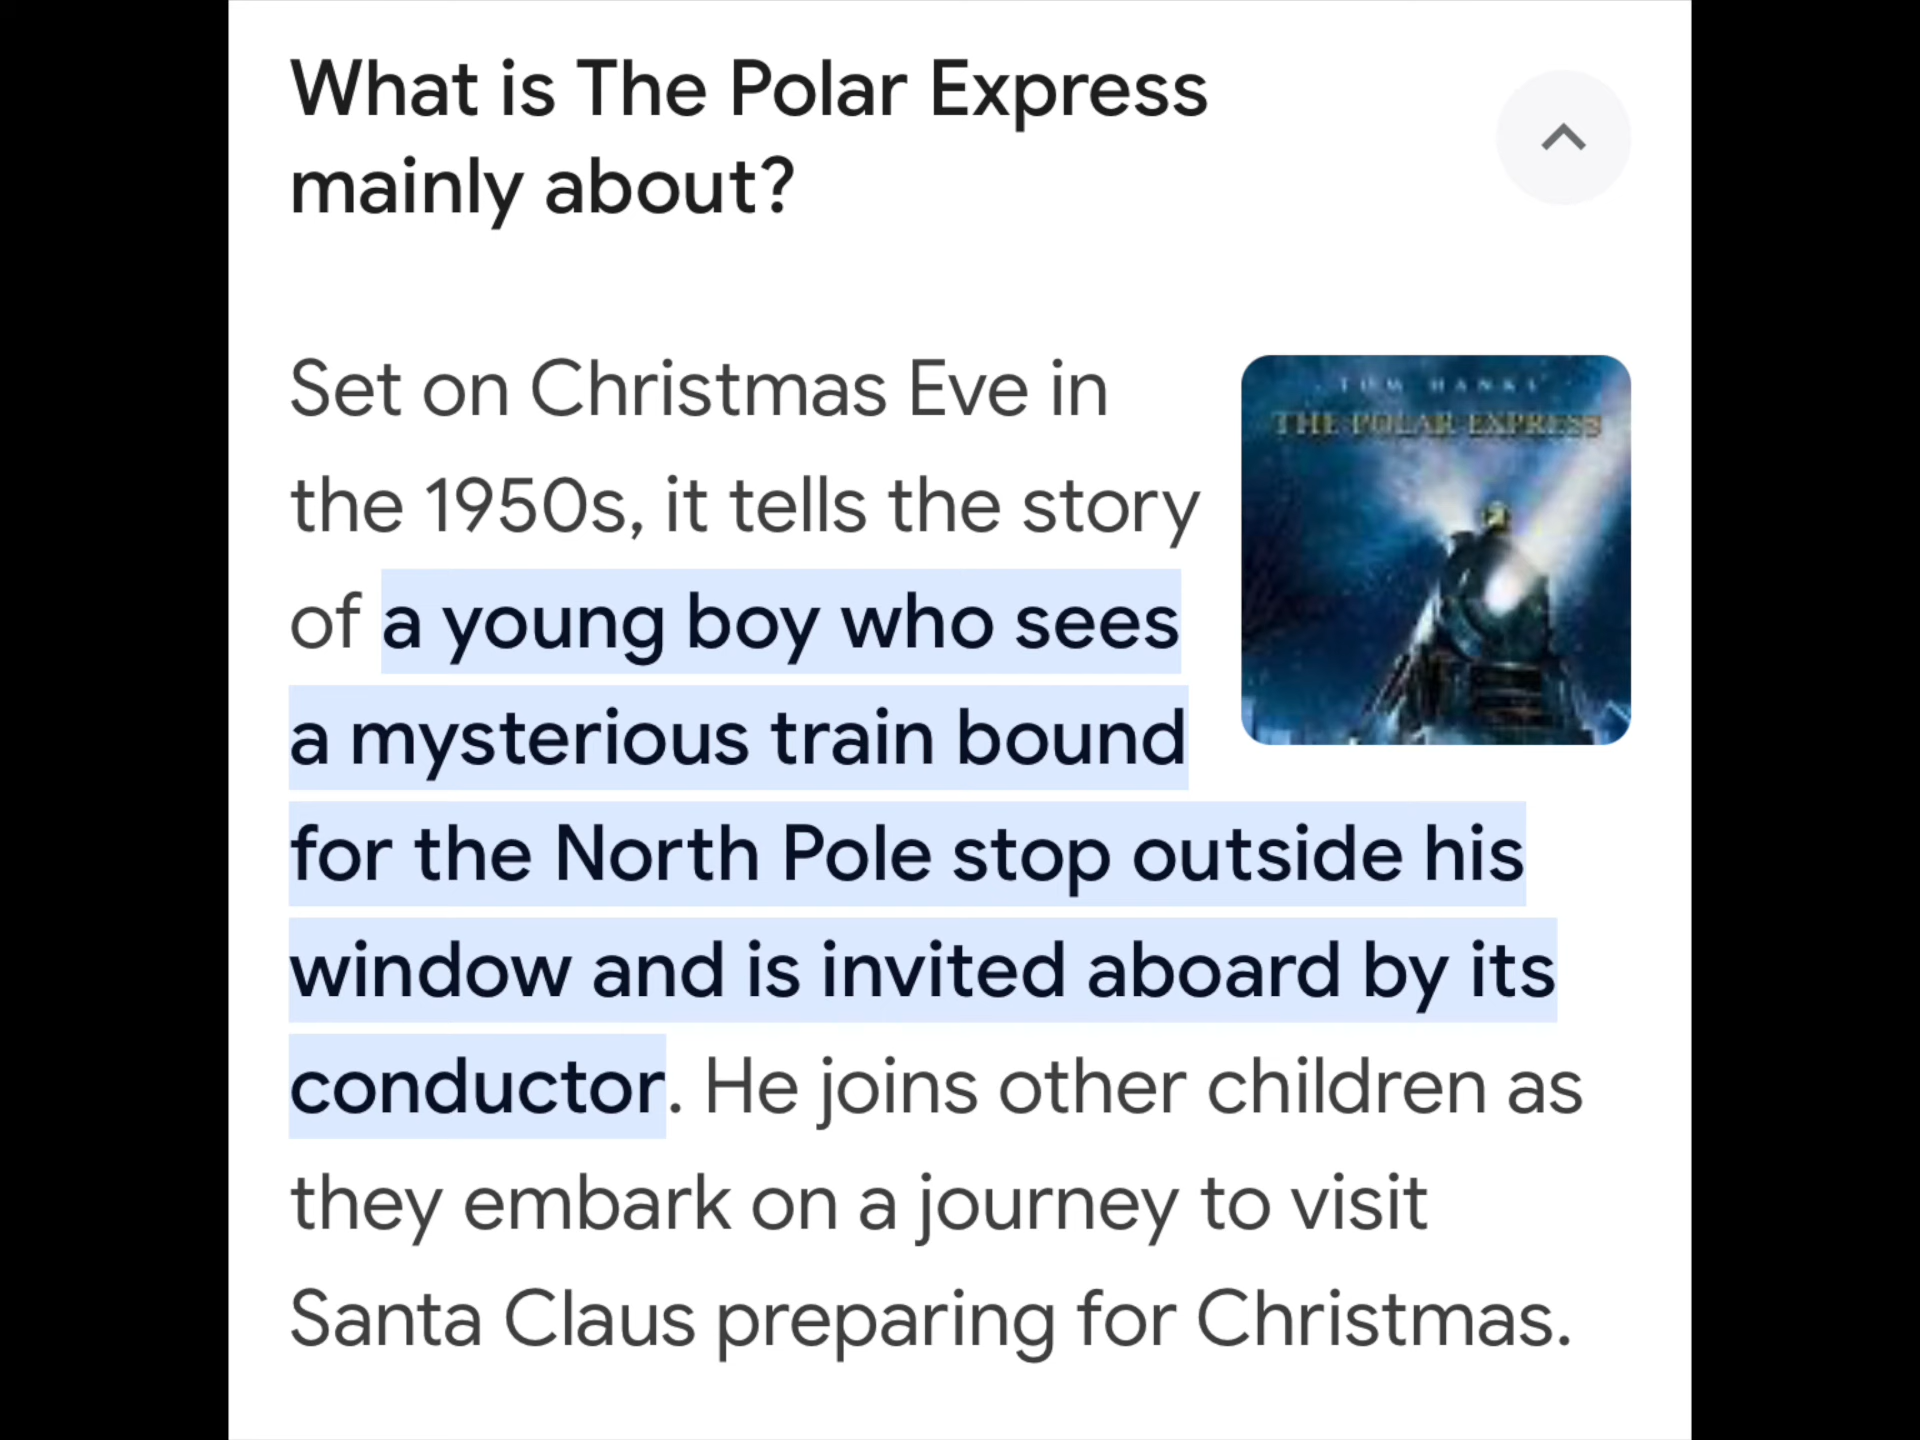 What is The Polar Express
mainly about?
Set on Christmas Eve in
the 1950s, it tells the story
of a young boy who sees
a mysterious train bound
for the North Pole stop outside his
window and is invited aboard by its
conductor. He joins other children as
they embark on a journey to visit
Santa Claus preparing for Christmas.
TOM HANKS
THE POLAR EXPRESS